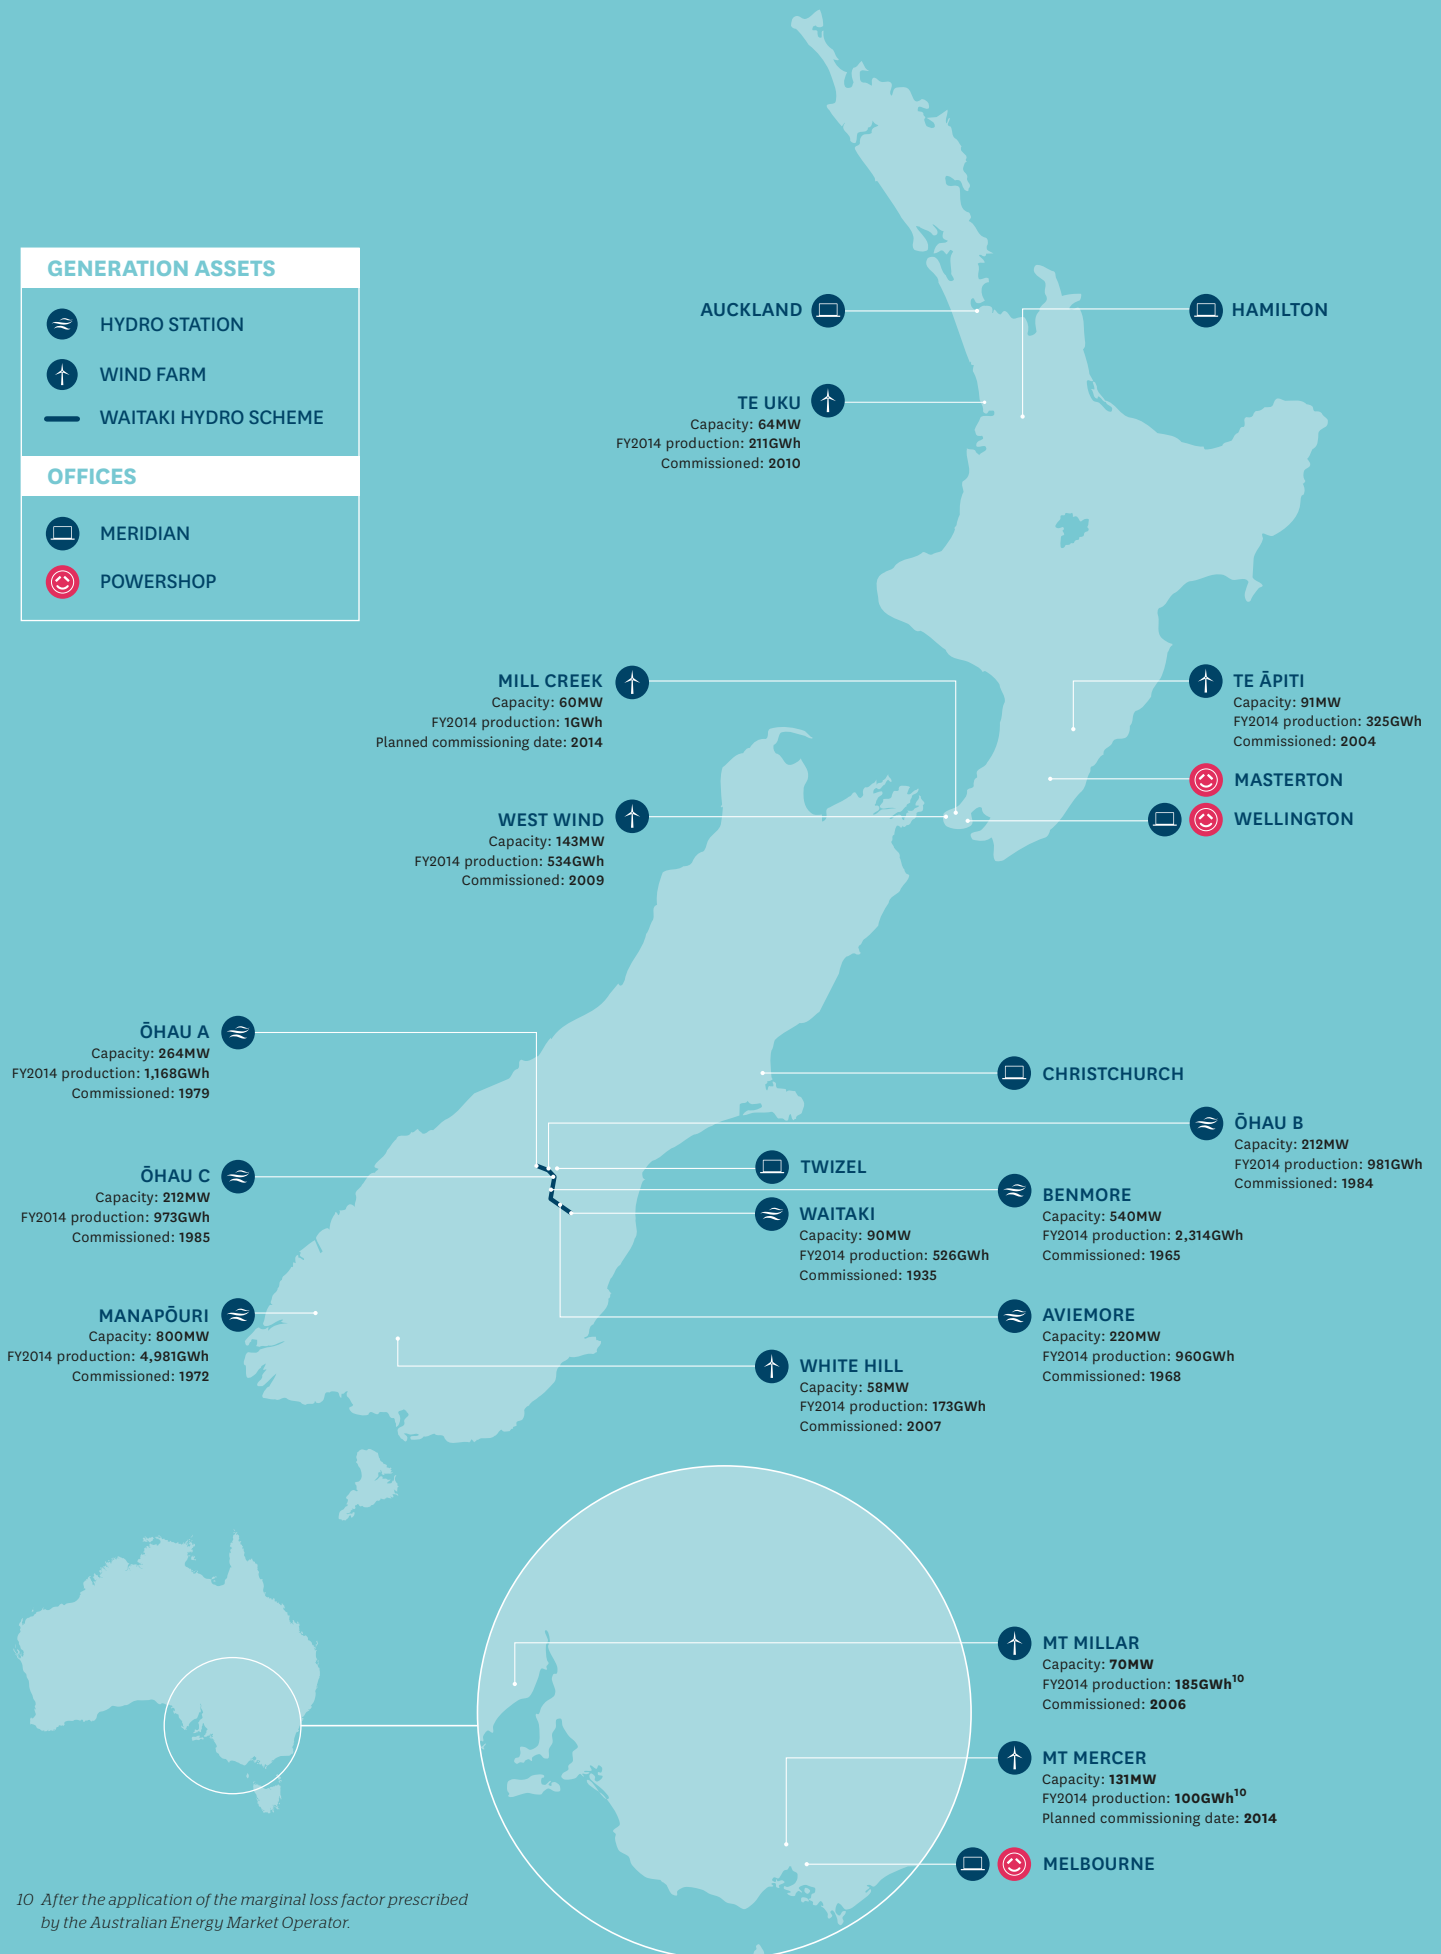 GENERATION ASSETS
HYDRO STATION
WIND FARM
WAITAKI HYDRO SCHEME
OFFICES
MERIDIAN
POWERSHOP
AUCKLAND
HAMILTON
TE UKU
Capacity: 64MW
FY2014 production: 211GWh
Commissioned: 2010
MILL CREEK
Capacity: 60MW
FY2014 production: 1GWh
Planned commissioning date: 2014
TE ĀPITI
Capacity: 91MW
FY2014 production: 325GWh
Commissioned: 2004
MASTERTON
WELLINGTON
WEST WIND
Capacity: 143MW
FY2014 production: 534GWh
Commissioned: 2009
ŌHAU A
Capacity: 264MW
FY2014 production: 1,168GWh
Commissioned: 1979
CHRISTCHURCH
ŌHAU B
Capacity: 212MW
FY2014 production: 981GWh
Commissioned: 1984
ŌHAU C
Capacity: 212MW
FY2014 production: 973GWh
Commissioned: 1985
TWIZEL
BENMORE
Capacity: 540MW
FY2014 production: 2,314GWh
Commissioned: 1965
WAITAKI
Capacity: 90MW
FY2014 production: 526GWh
Commissioned: 1935
MANAPŌURI
Capacity: 800MW
FY2014 production: 4,981GWh
Commissioned: 1972
AVIEMORE
Capacity: 220MW
FY2014 production: 960GWh
Commissioned: 1968
WHITE HILL
Capacity: 58MW
FY2014 production: 173GWh
Commissioned: 2007
MT MILLAR
Capacity: 70MW
FY2014 production: 185GWh10
Commissioned: 2006
MT MERCER
Capacity: 131MW
FY2014 production: 100GWh10
Planned commissioning date: 2014
MELBOURNE
10 After the application of the marginal loss factor prescribed
by the Australian Energy Market Operator.